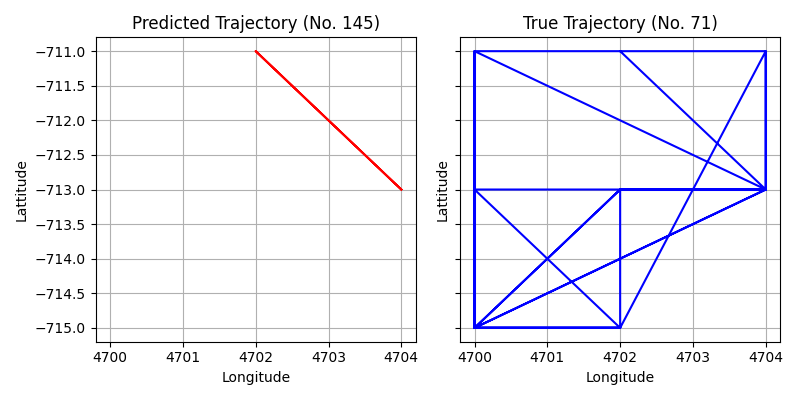 Predicted Trajectory (No. 145)
True Trajectory (No. 71)
Lattitude
−711.0
−711.5
−712.0
−712.5
−713.0
−713.5
−714.0
−714.5
−715.0
4700 4701 4702 4703 4704
Longitude
Lattitude
4700 4701 4702 4703 4704
Longitude